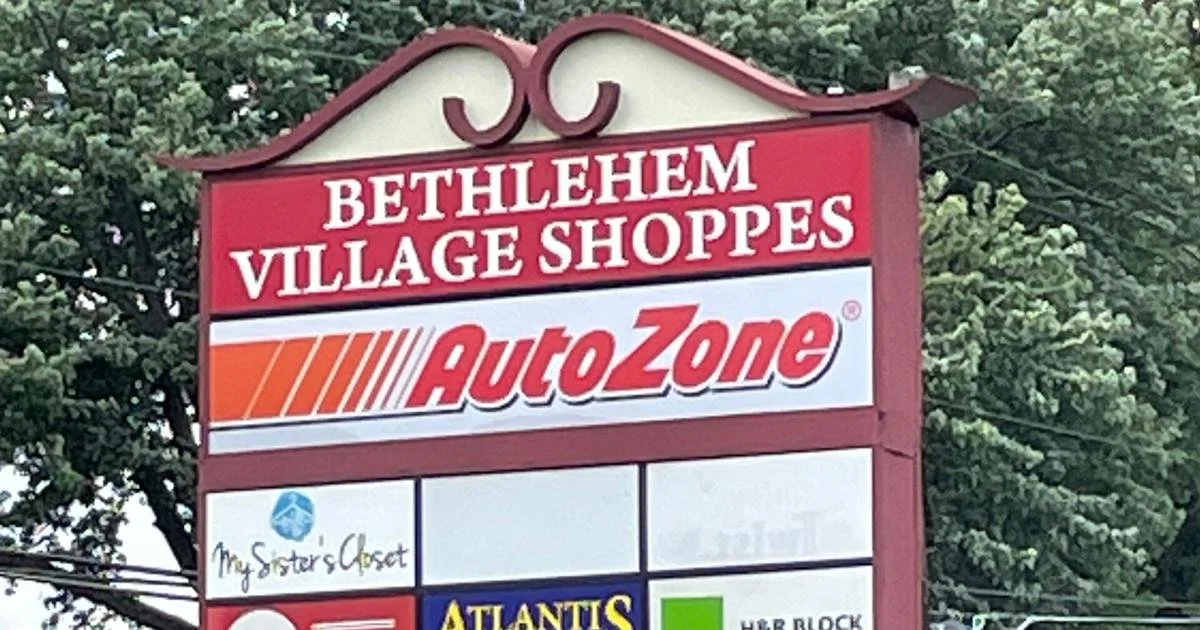 BETHLEHEM
VILLAGE SHOPPES
AutoZone®
My Sister's Closet
ATLANTIS
H&R BLOCK